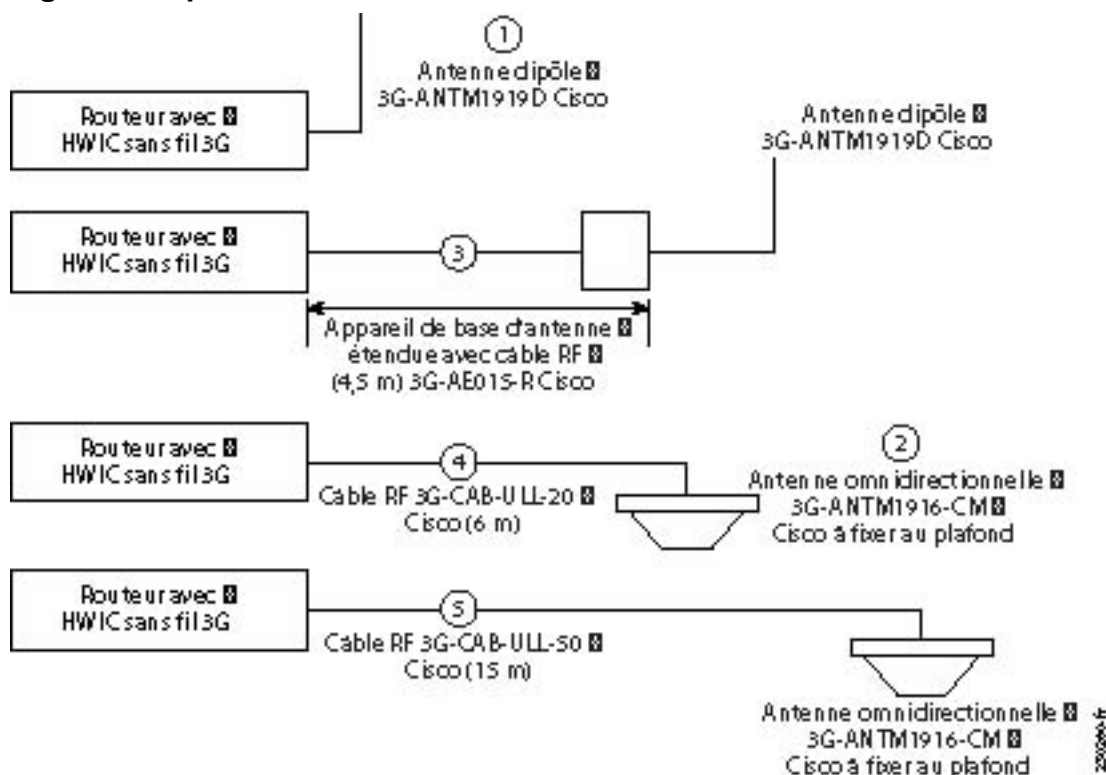 1
Antenne dipôle
3G-ANTM1919D Cisco
Routeur avec
HWIC sans fil 3G
Antenne dipôle
3G-ANTM1919D Cisco
Routeur avec
HWIC sans fil 3G
3
Appareil de base d'antenne
étendue avec câble RF
(4,5 m) 3G-AE015-R Cisco
Routeur avec
HWIC sans fil 3G
4
Câble RF 3G-CAB-ULL-20
Cisco (6 m)
2
Antenne omnidirectionnelle
3G-ANTM1916-CM
Cisco à fixer au plafond
Routeur avec
HWIC sans fil 3G
5
Câble RF 3G-CAB-ULL-50
Cisco (15 m)
Antenne omnidirectionnelle
3G-ANTM1916-CM
Cisco à fixer au plafond